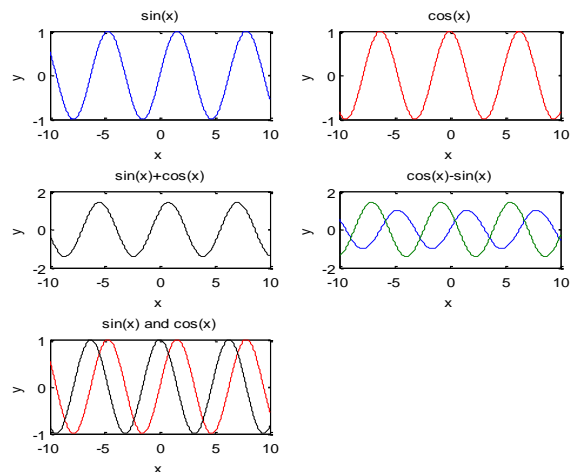 sin(x)
1
0
-1
y
-10 -5 0 5 10
x
cos(x)
1
0
-1
y
-10 -5 0 5 10
x
sin(x)+cos(x)
2
0
-2
y
-10 -5 0 5 10
x
cos(x)-sin(x)
2
0
-2
y
-10 -5 0 5 10
x
sin(x) and cos(x)
1
0
-1
y
-10 -5 0 5 10
x